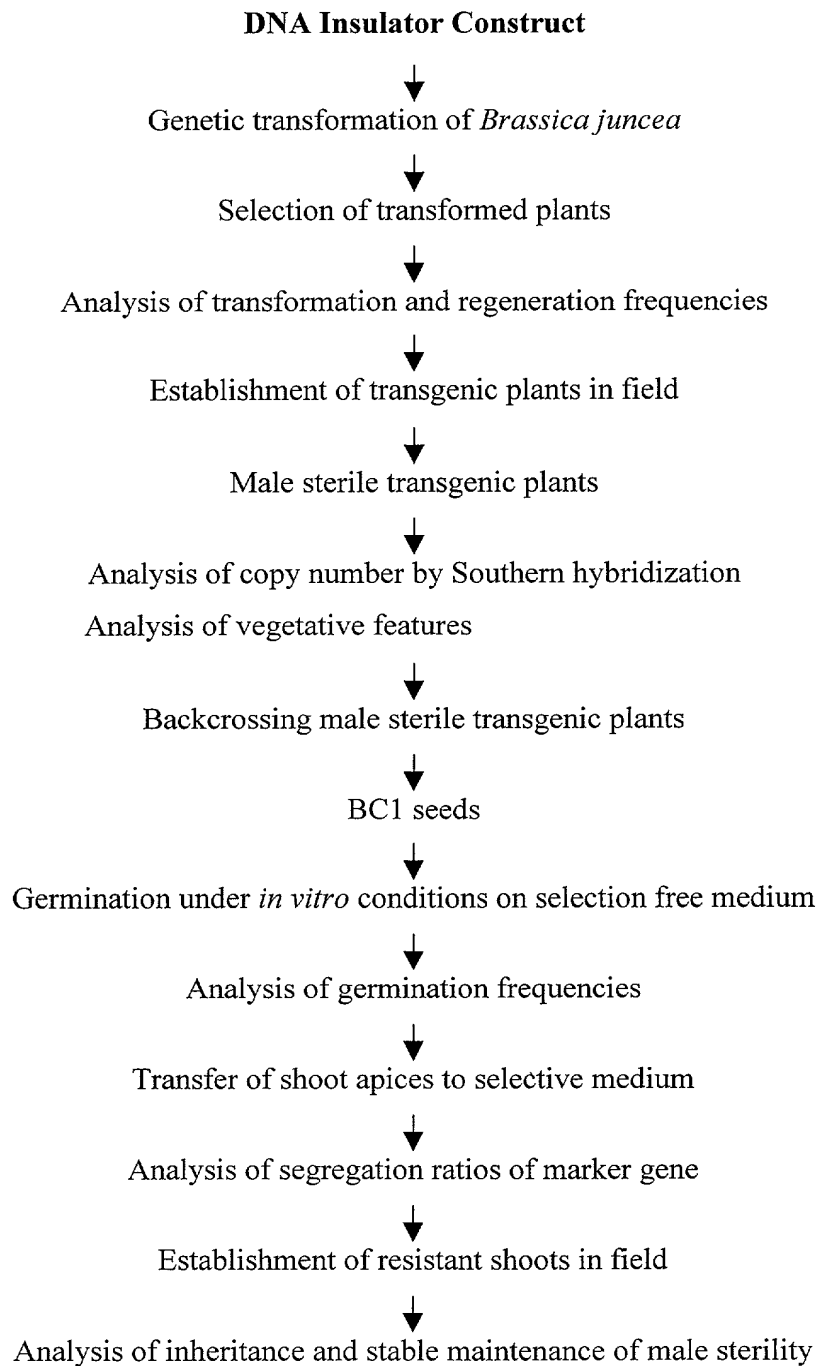 DNA Insulator Construct
Genetic transformation of Brassica juncea
Selection of transformed plants
Analysis of transformation and regeneration frequencies
Establishment of transgenic plants in field
Male sterile transgenic plants
Analysis of copy number by Southern hybridization
Analysis of vegetative features
Backcrossing male sterile transgenic plants
BC1 seeds
Germination under in vitro conditions on selection free medium
Analysis of germination frequencies
Transfer of shoot apices to selective medium
Analysis of segregation ratios of marker gene
Establishment of resistant shoots in field
Analysis of inheritance and stable maintenance of male sterility